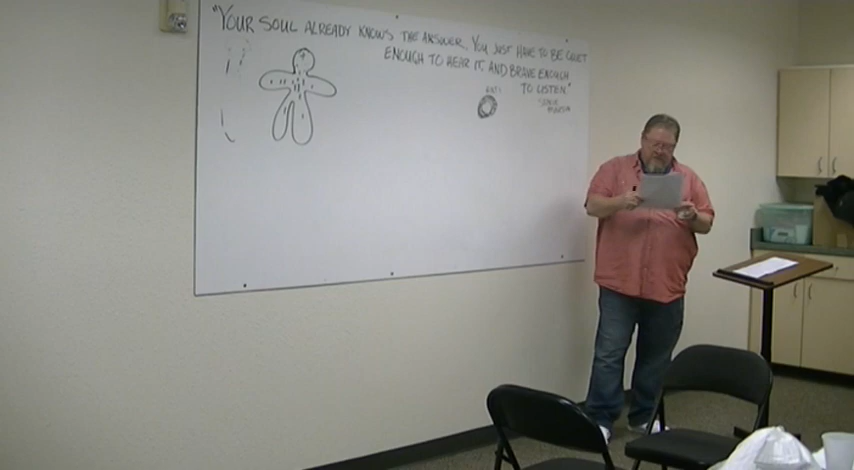 "YOUR SOUL ALREADY KNOWS THE ANSWER. YOU JUST HAVE TO BE QUIET
ENOUGH TO HEAR IT. AND BRAVE ENOUGH
TO LISTEN."